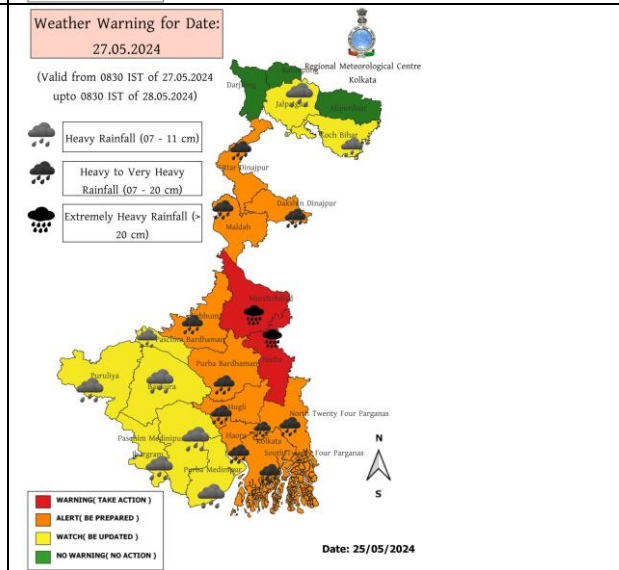 Weather Warning for Date:
27.05.2024
(Valid from 0830 IST of 27.05.2024
upto 0830 IST of 28.05.2024)
Regional Meteorological Centre
Kolkata
Heavy Rainfall (07 - 11 cm)
Heavy to Very Heavy
Rainfall (07 - 20 cm)
Extremely Heavy Rainfall (>
20 cm)
Darjiling
Kalimpong
Jalpaiguri
Alipurduar
Koch Bihar
Uttar Dinajpur
Dakshin Dinajpur
Maldah
Murshidabad
Birbhum
Paschim Bardhaman
Nadia
Purba Bardhaman
Puruliya
Bankura
Hugli
North Twenty Four Parganas
Paschim Medinipur
Haora
Kolkata
Jhargram
South Twenty Four Parganas
Purba Medinipur
N
S
WARNING( TAKE ACTION )
ALERT( BE PREPARED )
WATCH( BE UPDATED )
NO WARNING( NO ACTION )
Date: 25/05/2024